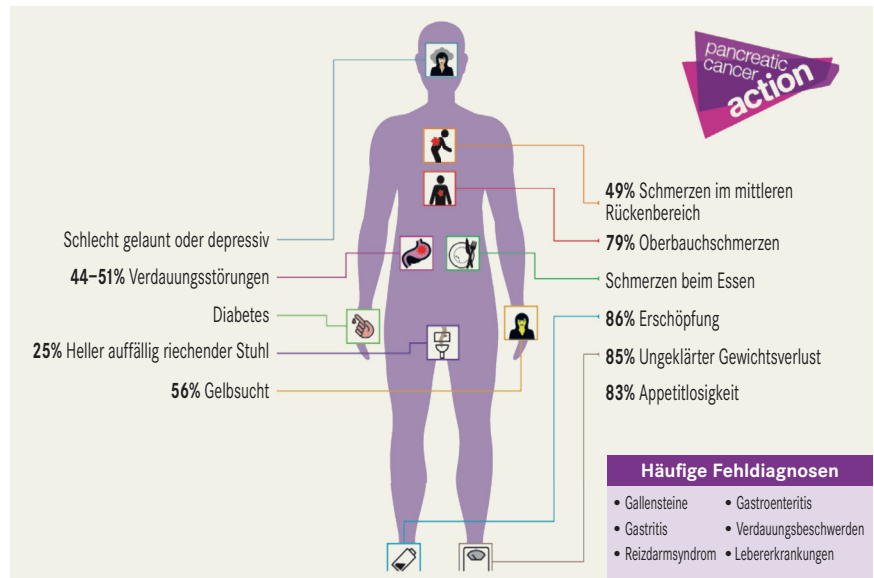 pancreatic
cancer
action
Schlecht gelaunt oder depressiv
44–51% Verdauungsstörungen
Diabetes
25% Heller auffällig riechender Stuhl
56% Gelbsucht
49% Schmerzen im mittleren
Rückenbereich
79% Oberbauchschmerzen
Schmerzen beim Essen
86% Erschöpfung
85% Ungeklärter Gewichtsverlust
83% Appetitlosigkeit
Häufige Fehldiagnosen
• Gallensteine
• Gastritis
• Reizdarmsyndrom
• Gastroenteritis
• Verdauungsbeschwerden
• Lebererkrankungen